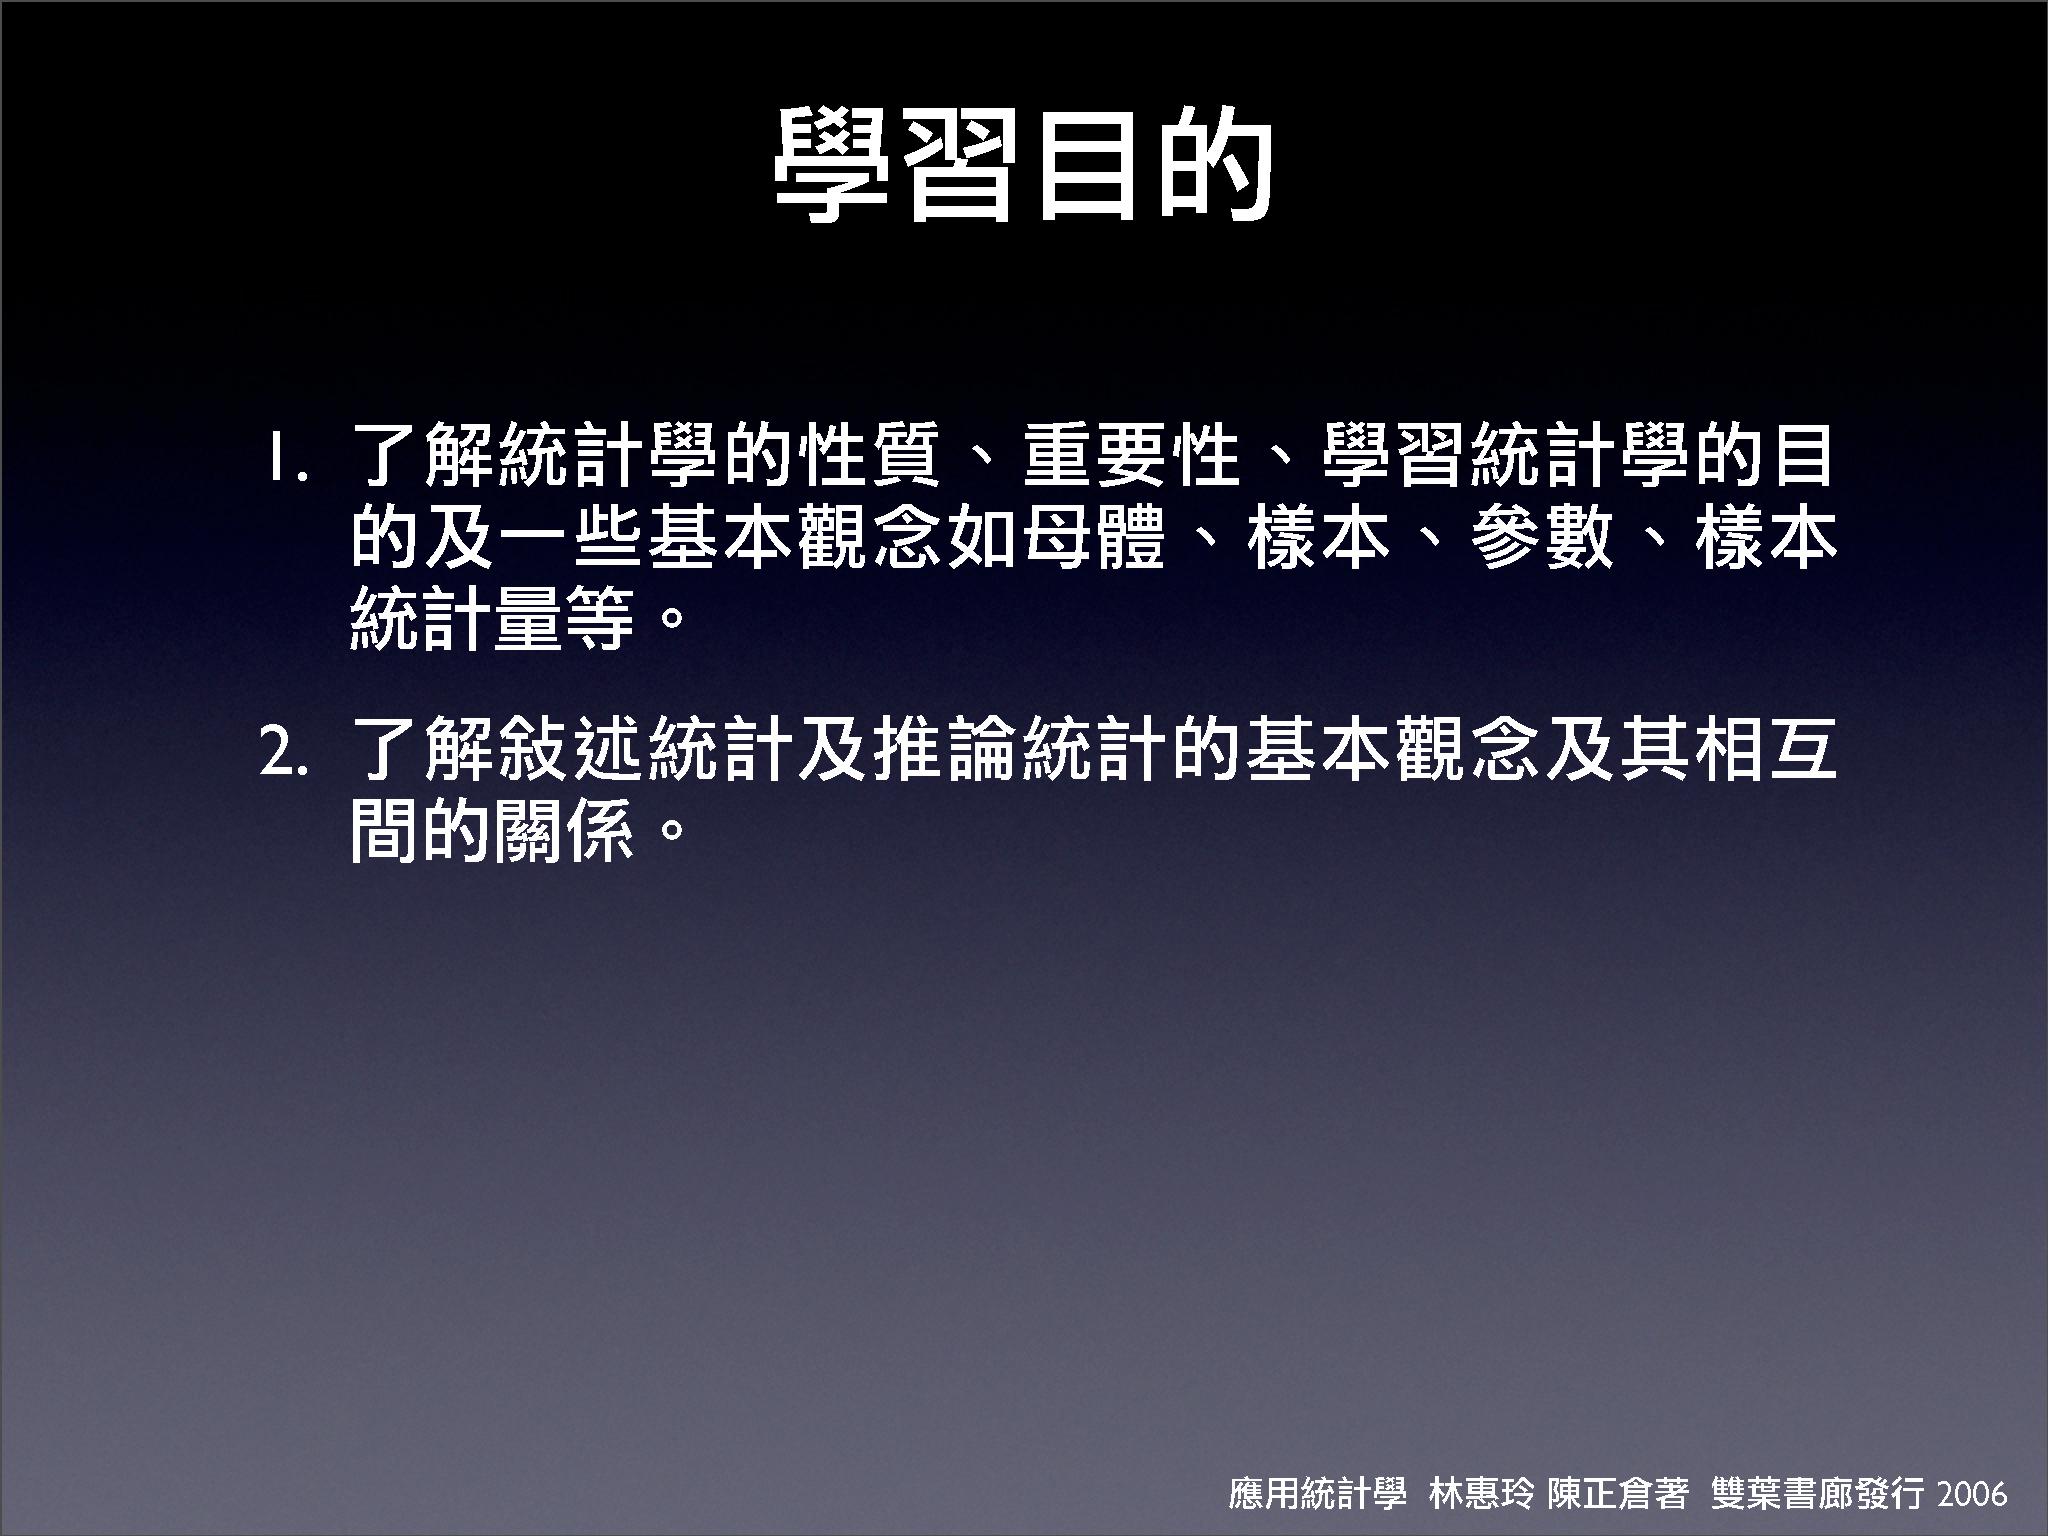 學習目的
1. 了解統計學的性質、重要性、學習統計學的目
的及一些基本觀念如母體、樣本、參數、樣本
統計量等。
2. 了解敍述統計及推論統計的基本觀念及其相互
間的關係。
應用統計學 林惠玲 陳正倉著 雙葉書廊發行 2006